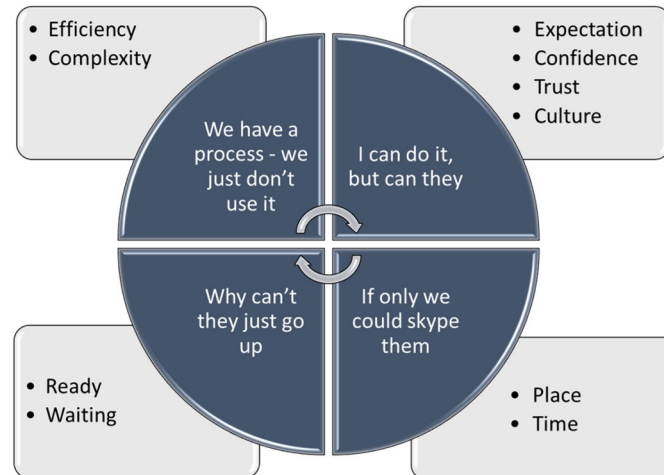 • Efficiency
• Complexity
• Expectation
• Confidence
• Trust
• Culture
We have a
process - we
just don’t
use it
I can do it,
but can they
Why can’t
they just go
up
If only we
could skype
them
• Ready
• Waiting
• Place
• Time